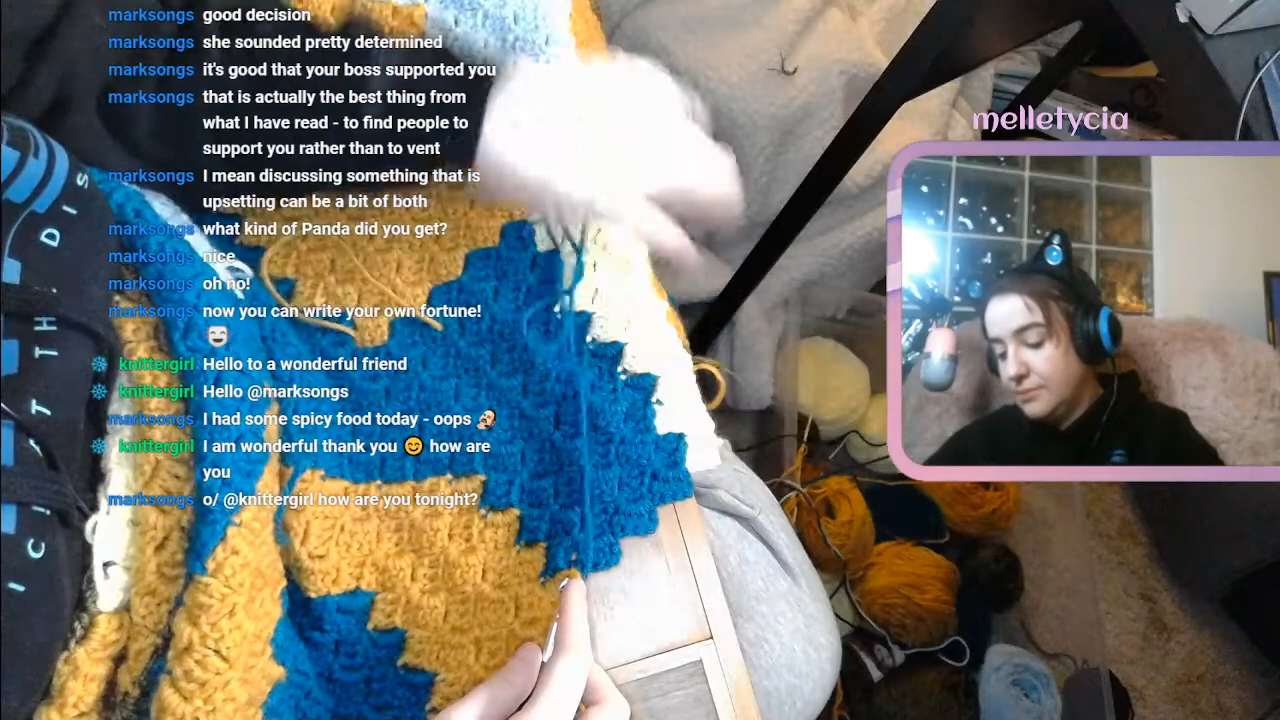 marksongs good decision
marksongs she sounded pretty determined
marksongs it's good that your boss supported you
marksongs that is actually the best thing from
what I have read - to find people to
support you rather than to vent
marksongs I mean discussing something that is
upsetting can be a bit of both
marksongs what kind of Panda did you get?
marksongs nice
marksongs oh no!
marksongs now you can write your own fortune!
knittergirl Hello to a wonderful friend
knittergirl Hello @marksongs
marksongs I had some spicy food today - oops
knittergirl I am wonderful thank you 😊 how are
you
marksongs o/ @knittergirl how are you tonight?
melletycia